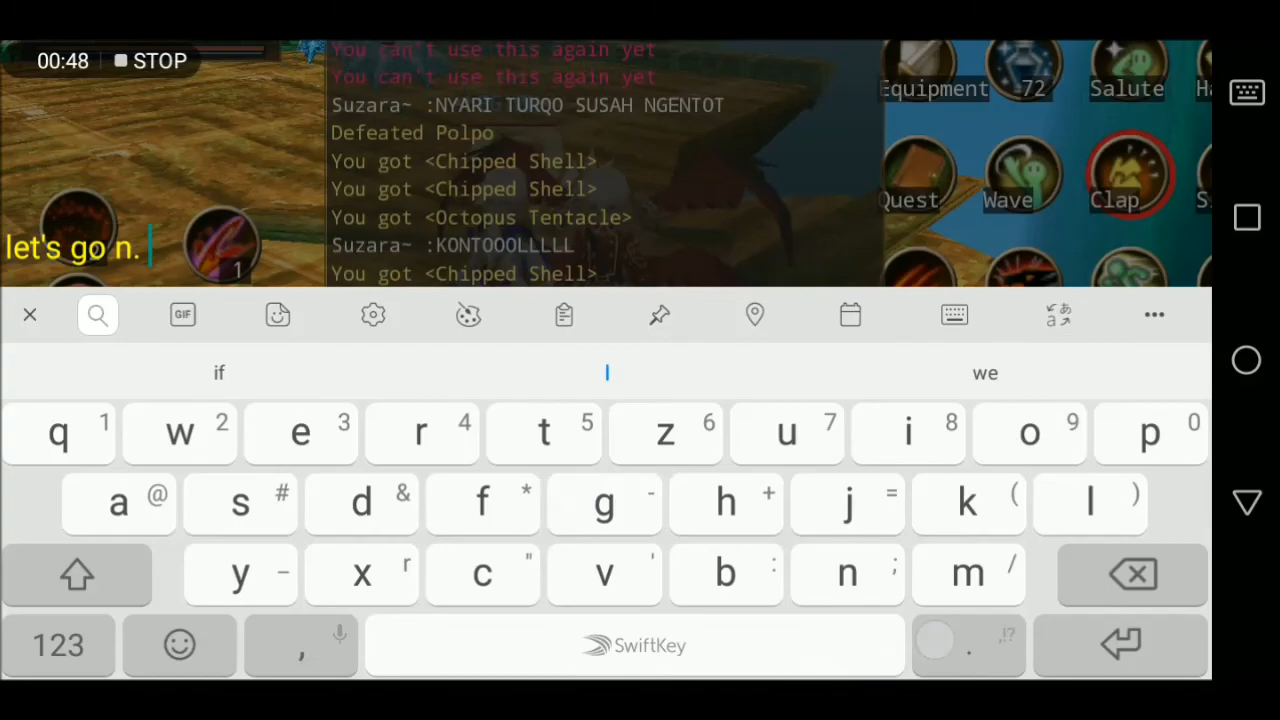 00:48 STOP
You can't use this again yet
You can't use this again yet
Suzara~ :NYARI TURQO SUSAH NGENTOT
Defeated Polpo
You got <Chipped Shell>
You got <Chipped Shell>
You got <Octopus Tentacle>
Suzara~ :KONTOOOLLLLL
You got <Chipped Shell>
Equipment 72 Salute
Quest Wave Clap
let's go n.
1
GIF
if I we
q 1 w 2 e 3 r 4 t 5 z 6 u 7 i 8 o 9 p 0
a @ s # d & f * g - h + j = k ( l )
y _ x r c " v ' b : n ; m /
123 , SwiftKey . ,!?